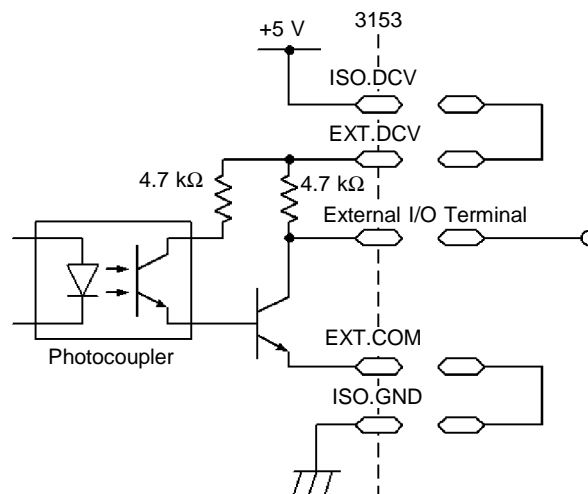 3153
+5 V
ISO.DCV
EXT.DCV
4.7 kΩ
4.7 kΩ
External I/O Terminal
EXT.COM
Photocoupler
ISO.GND